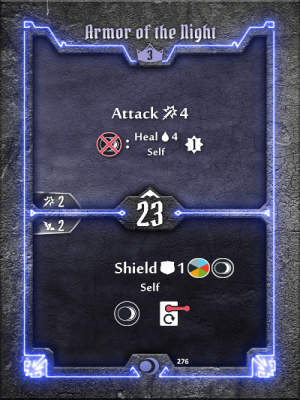 Armor of the Night
3
Attack 4
: Heal 4 1
Self
23
2
2
Shield 1
Self
276